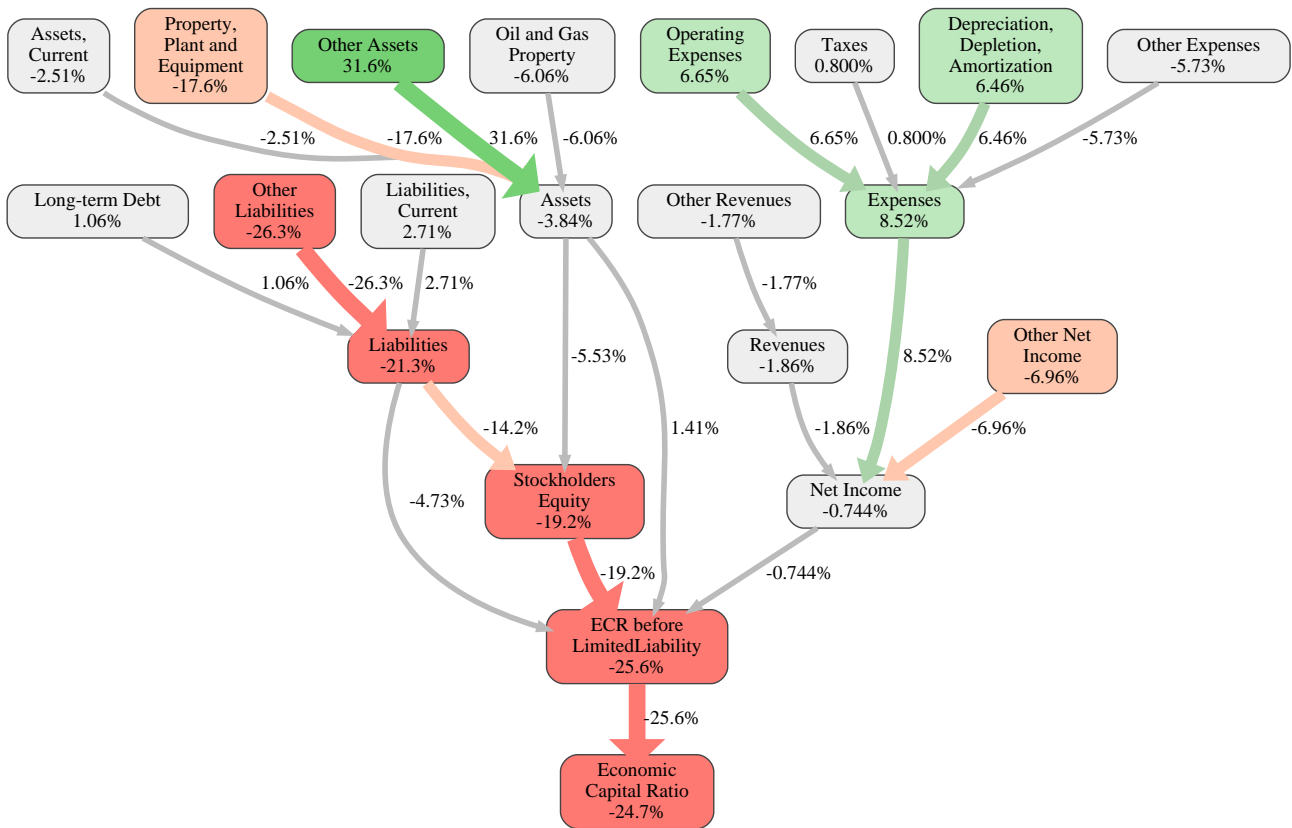 Assets,
Current
-2.51%
Property,
Plant and
Equipment
-17.6%
Other Assets
31.6%
Oil and Gas
Property
-6.06%
Operating
Expenses
6.65%
Taxes
0.800%
Depreciation,
Depletion,
Amortization
6.46%
Other Expenses
-5.73%
-2.51%
-17.6%
31.6%
-6.06%
6.65%
0.800%
6.46%
-5.73%
Long-term Debt
1.06%
Other
Liabilities
-26.3%
Liabilities,
Current
2.71%
Assets
-3.84%
Other Revenues
-1.77%
Expenses
8.52%
1.06%
-26.3%
2.71%
-1.77%
Liabilities
-21.3%
-5.53%
Revenues
-1.86%
8.52%
Other Net
Income
-6.96%
-14.2%
1.41%
-1.86%
-6.96%
-4.73%
Stockholders
Equity
-19.2%
Net Income
-0.744%
-19.2%
-0.744%
ECR before
LimitedLiability
-25.6%
-25.6%
Economic
Capital Ratio
-24.7%